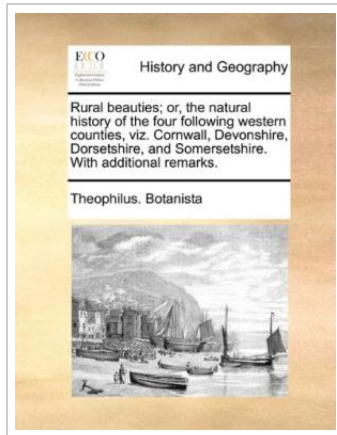 ECCO
History and Geography
Rural beauties; or, the natural
history of the four following western
counties, viz. Cornwall, Devonshire,
Dorsetshire, and Somersetshire.
With additional remarks.
Theophilus. Botanista